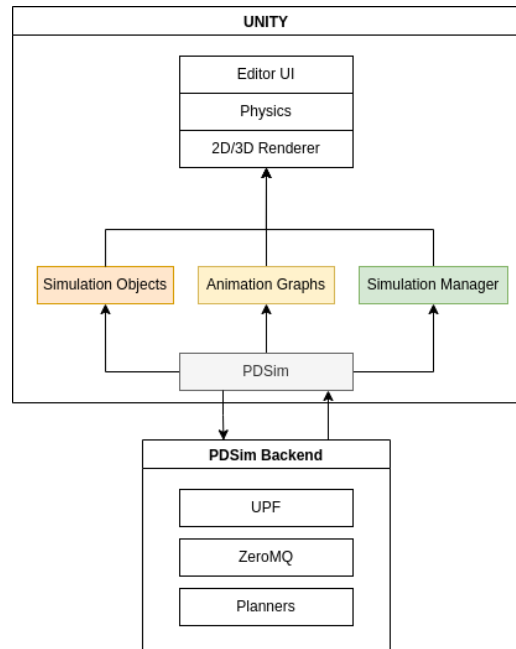 UNITY
Editor UI
Physics
2D/3D Renderer
Simulation Objects
Animation Graphs
Simulation Manager
PDSim
PDSim Backend
UPF
ZeroMQ
Planners